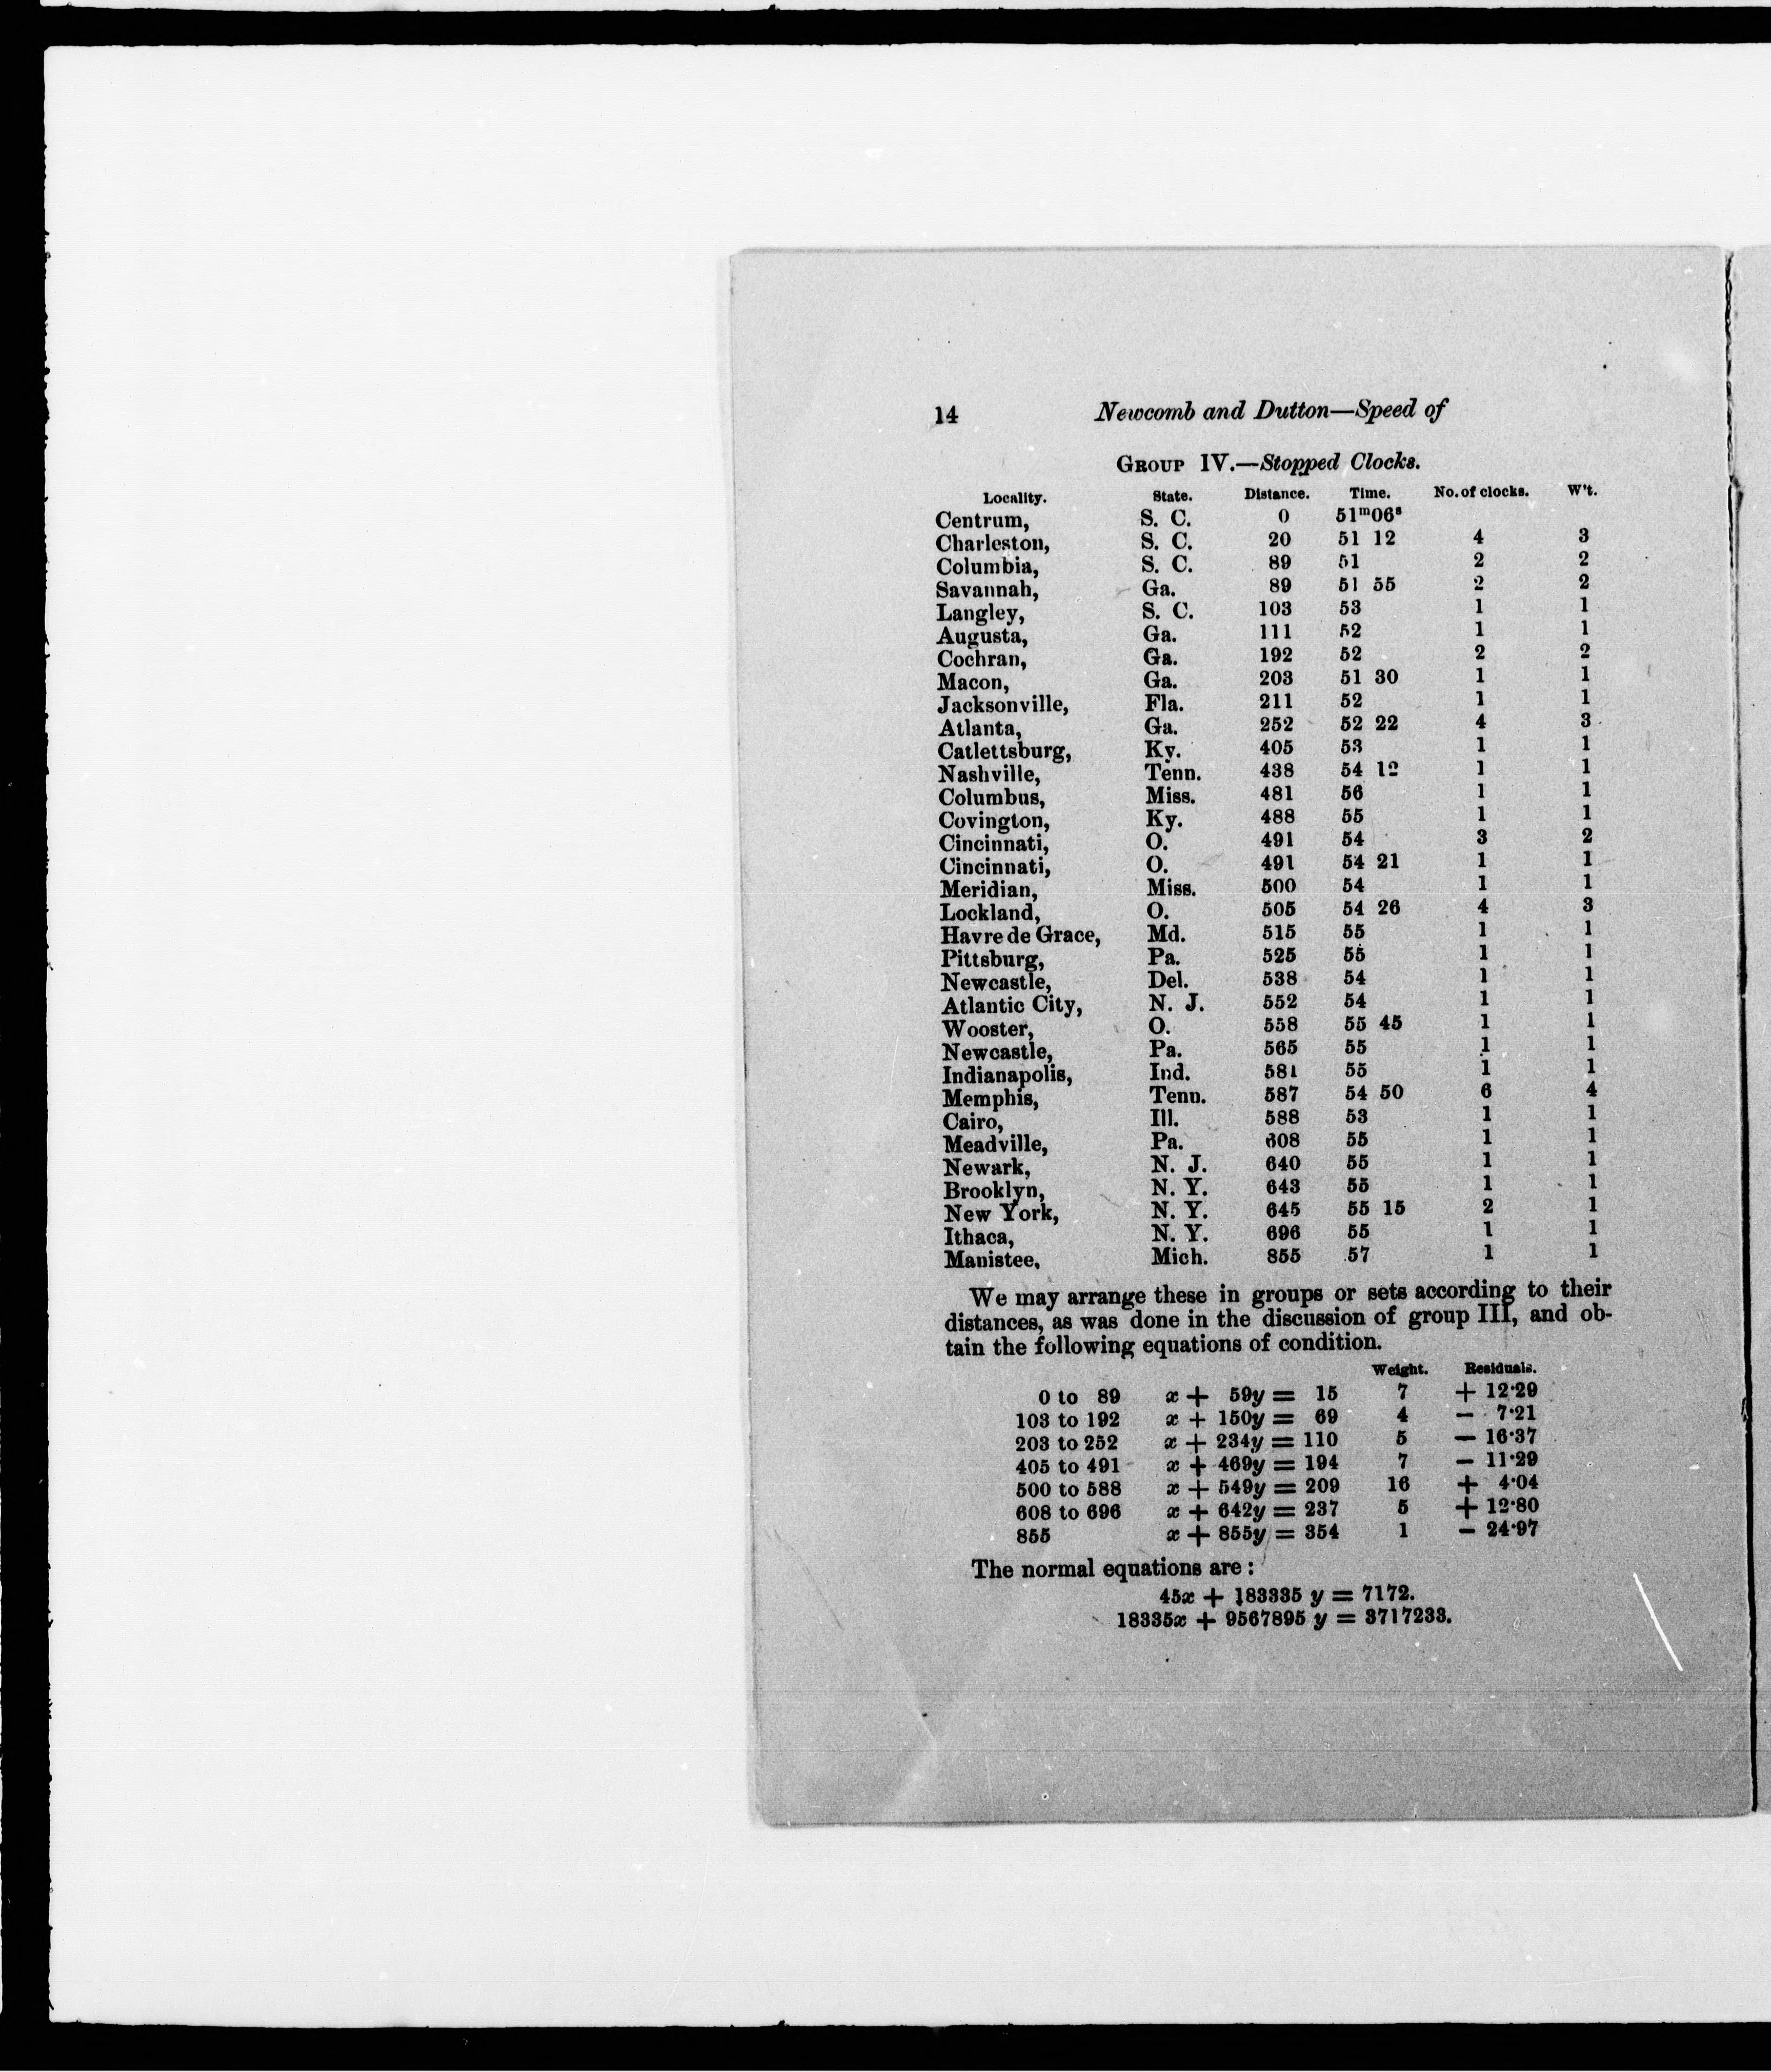 14 Newcomb and Dutton—Speed of
GROUP IV.—Stopped Clocks.
Locality. State. Distance. Time. No. of clocks. W't.
Centrum, S. C. 0 51ᵐ06ˢ
Charleston, S. C. 20 51 12 4 3
Columbia, S. C. 89 51 2 2
Savannah, Ga. 89 51 55 2 2
Langley, S. C. 103 53 1 1
Augusta, Ga. 111 52 1 1
Cochran, Ga. 192 52 2 2
Macon, Ga. 203 51 30 1 1
Jacksonville, Fla. 211 52 1 1
Atlanta, Ga. 252 52 22 4 3
Catlettsburg, Ky. 405 53 1 1
Nashville, Tenn. 438 54 12 1 1
Columbus, Miss. 481 56 1 1
Covington, Ky. 488 55 1 1
Cincinnati, O. 491 54 3 2
Cincinnati, O. 491 54 21 1 1
Meridian, Miss. 500 54 1 1
Lockland, O. 505 54 26 4 3
Havre de Grace, Md. 515 55 1 1
Pittsburg, Pa. 525 55 1 1
Newcastle, Del. 538 54 1 1
Atlantic City, N. J. 552 54 1 1
Wooster, O. 558 55 45 1 1
Newcastle, Pa. 565 55 1 1
Indianapolis, Ind. 581 55 1 1
Memphis, Tenn. 587 54 50 6 4
Cairo, Ill. 588 53 1 1
Meadville, Pa. 608 55 1 1
Newark, N. J. 640 55 1 1
Brooklyn, N. Y. 643 55 1 1
New York, N. Y. 645 55 15 2 1
Ithaca, N. Y. 696 55 1 1
Manistee, Mich. 855 57 1 1
We may arrange these in groups or sets according to their
distances, as was done in the discussion of group III, and ob-
tain the following equations of condition.
Weight. Residuals.
0 to 89 x + 59y = 15 7 + 12·29
103 to 192 x + 150y = 69 4 — 7·21
203 to 252 x + 234y = 110 5 — 16·37
405 to 491 x + 469y = 194 7 — 11·29
500 to 588 x + 549y = 209 16 + 4·04
608 to 696 x + 642y = 237 5 + 12·80
855 x + 855y = 354 1 — 24·97
The normal equations are:
45x + 183335 y = 7172.
18335x + 9567895 y = 3717233.